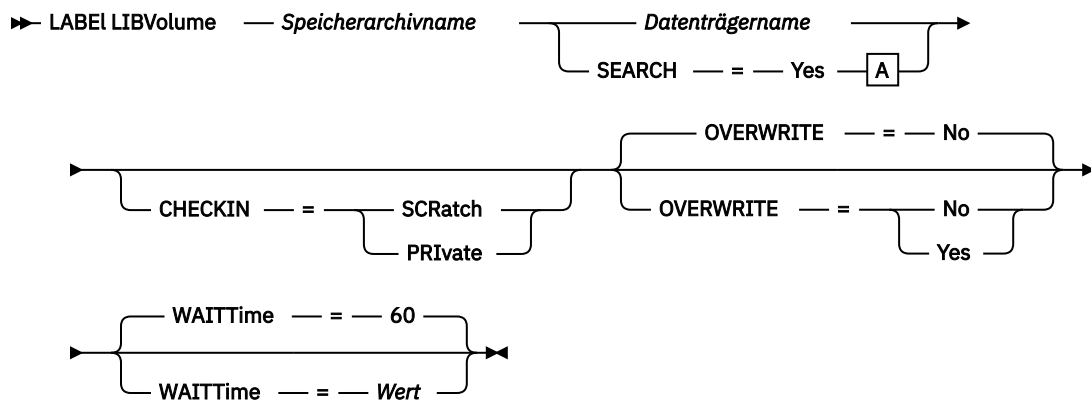 LABEl LIBVolume Speicherarchivname Datenträgername
SEARCH = Yes A
OVERWRITE = No
CHECKIN = SCRatch OVERWRITE = No
PRIvate Yes
WAITTime = 60
WAITTime = Wert